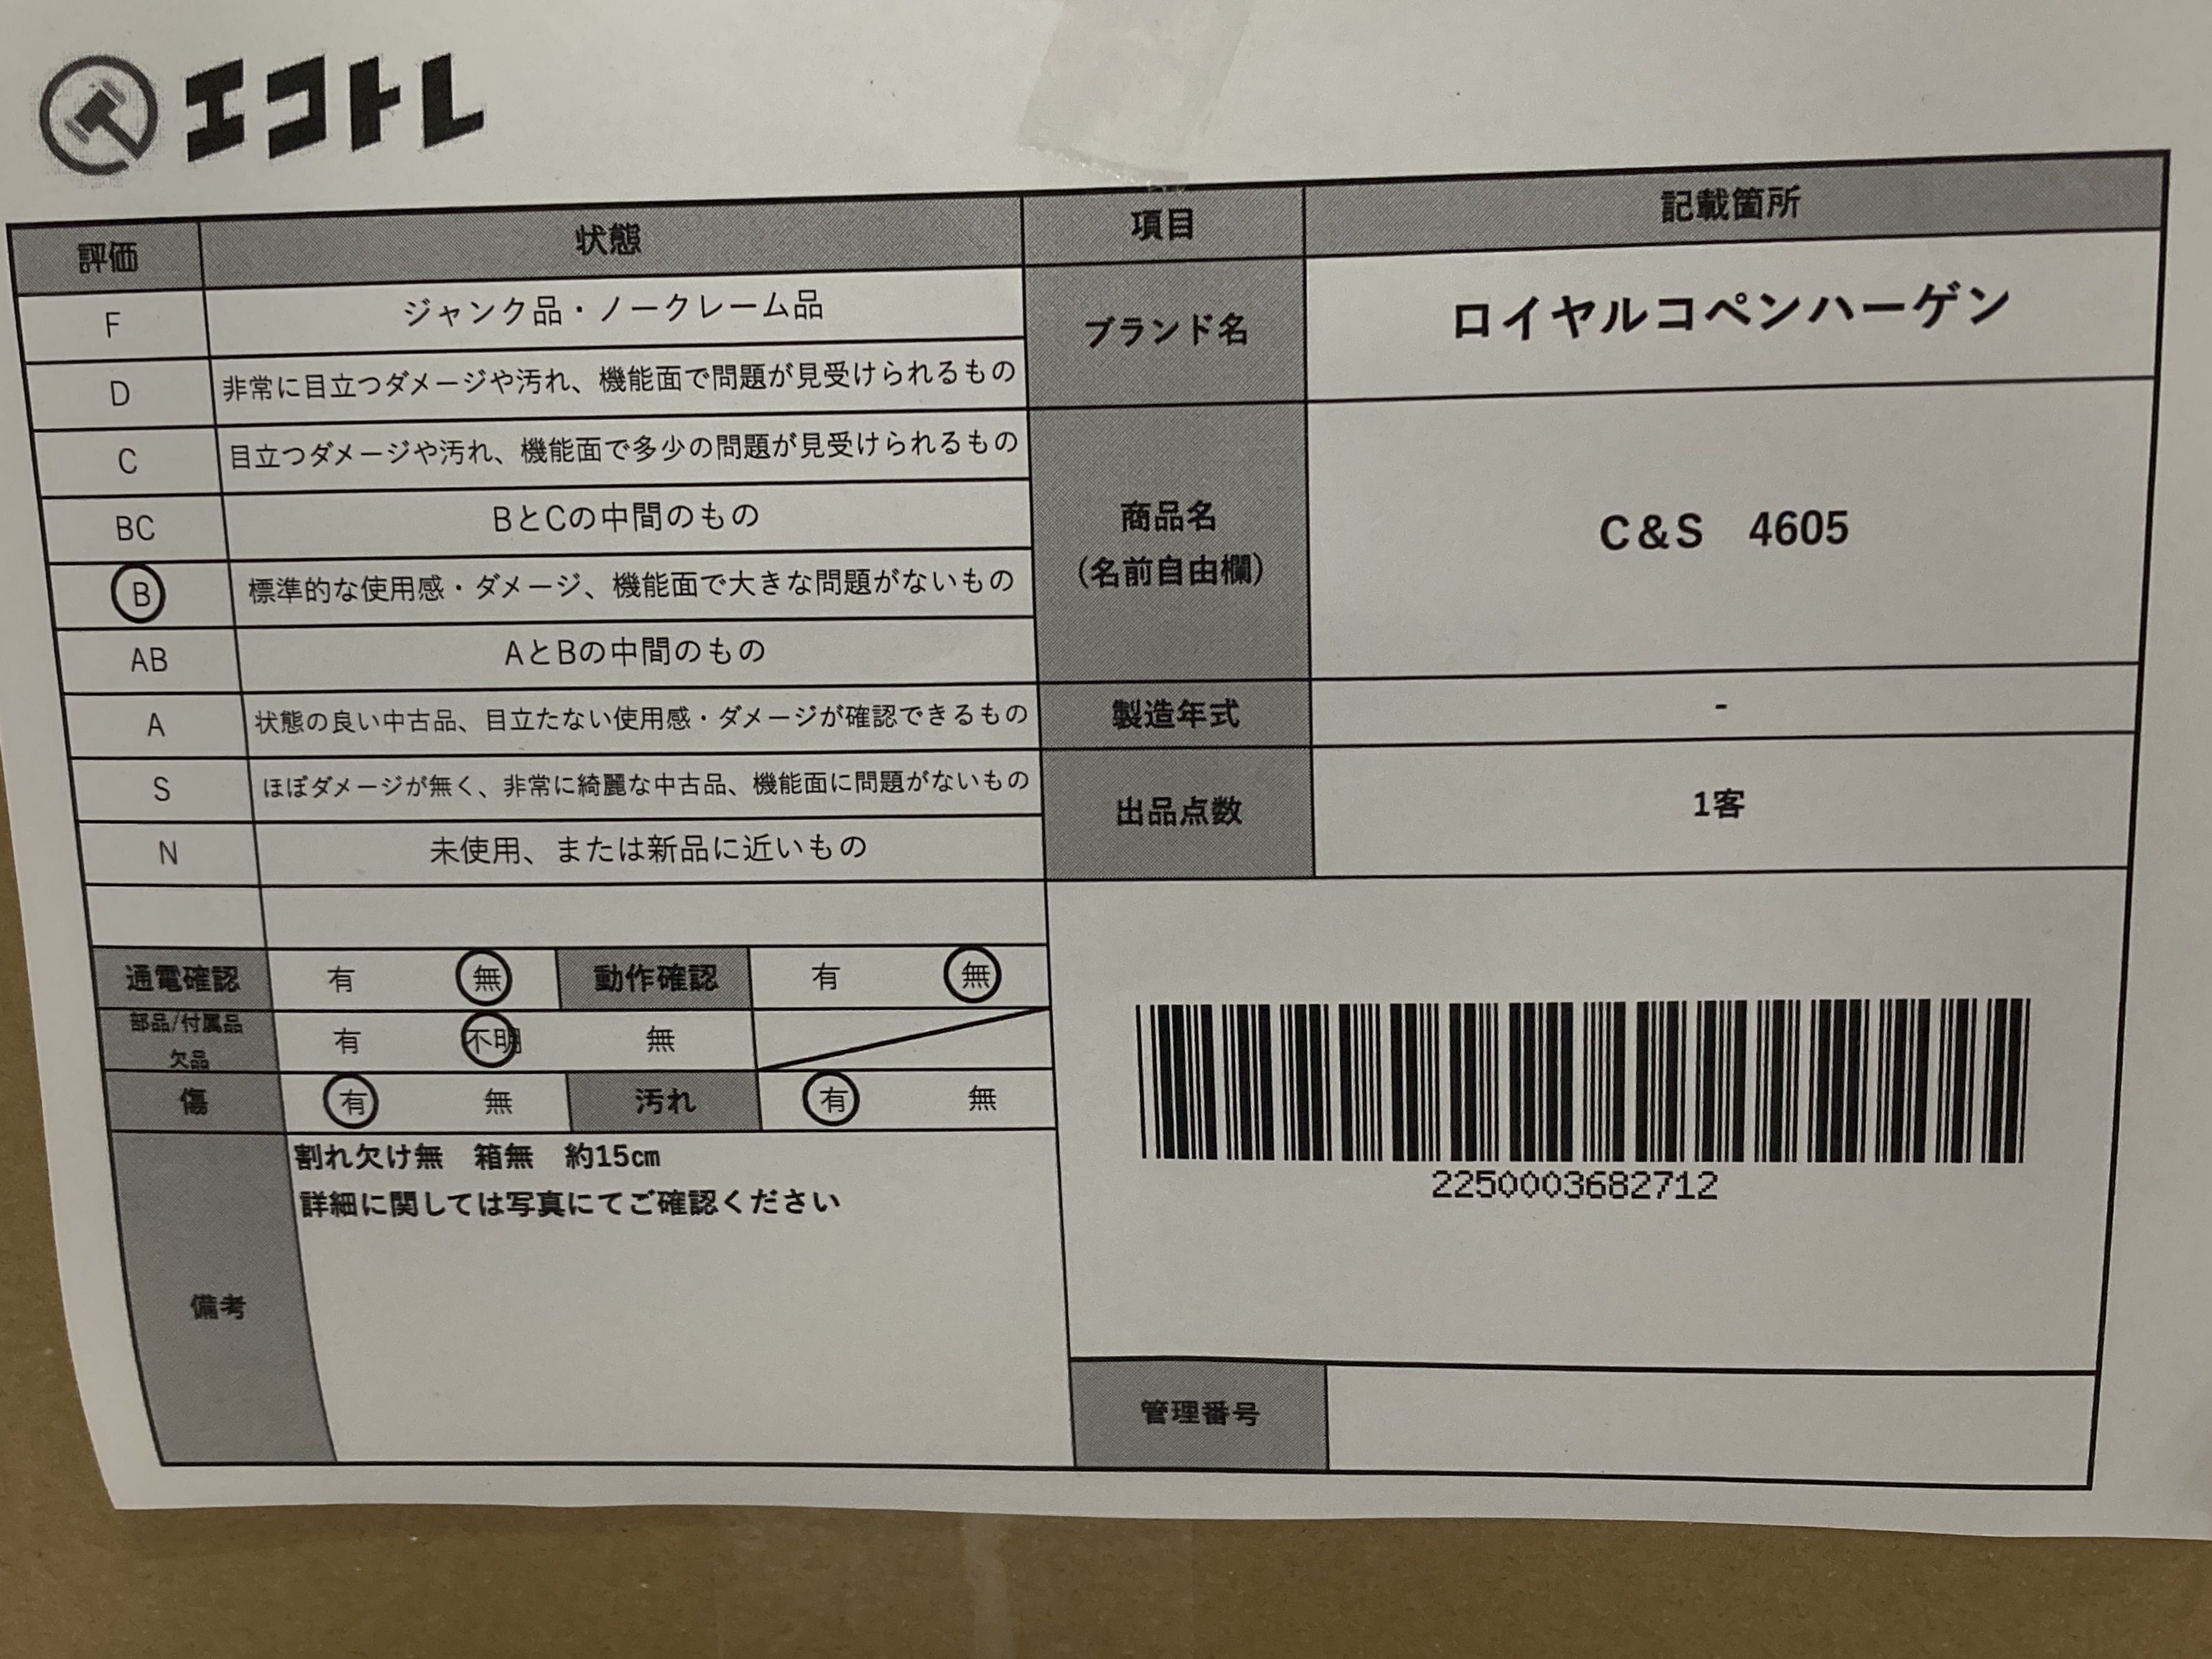 エコトレ
評価 状態 項目 記載箇所
F ジャンク品・ノークレーム品
D 非常に目立つダメージや汚れ、機能面で問題が見受けられるもの
C 目立つダメージや汚れ、機能面で多少の問題が見受けられるもの
BC BとCの中間のもの
B 標準的な使用感・ダメージ、機能面で大きな問題がないもの
AB AとBの中間のもの
A 状態の良い中古品、目立たない使用感・ダメージが確認できるもの
S ほぼダメージが無く、非常に綺麗な中古品、機能面に問題がないもの
N 未使用、または新品に近いもの
ブランド名 ロイヤルコペンハーゲン
商品名
(名前自由欄)
C&S 4605
製造年式 -
出品点数 1客
通電確認 有 無 動作確認 有 無
部品/付属品
欠品
有 不明 無
傷 有 無 汚れ 有 無
備考
割れ欠け無 箱無 約15㎝
詳細に関しては写真にてご確認ください
2250003682712
管理番号